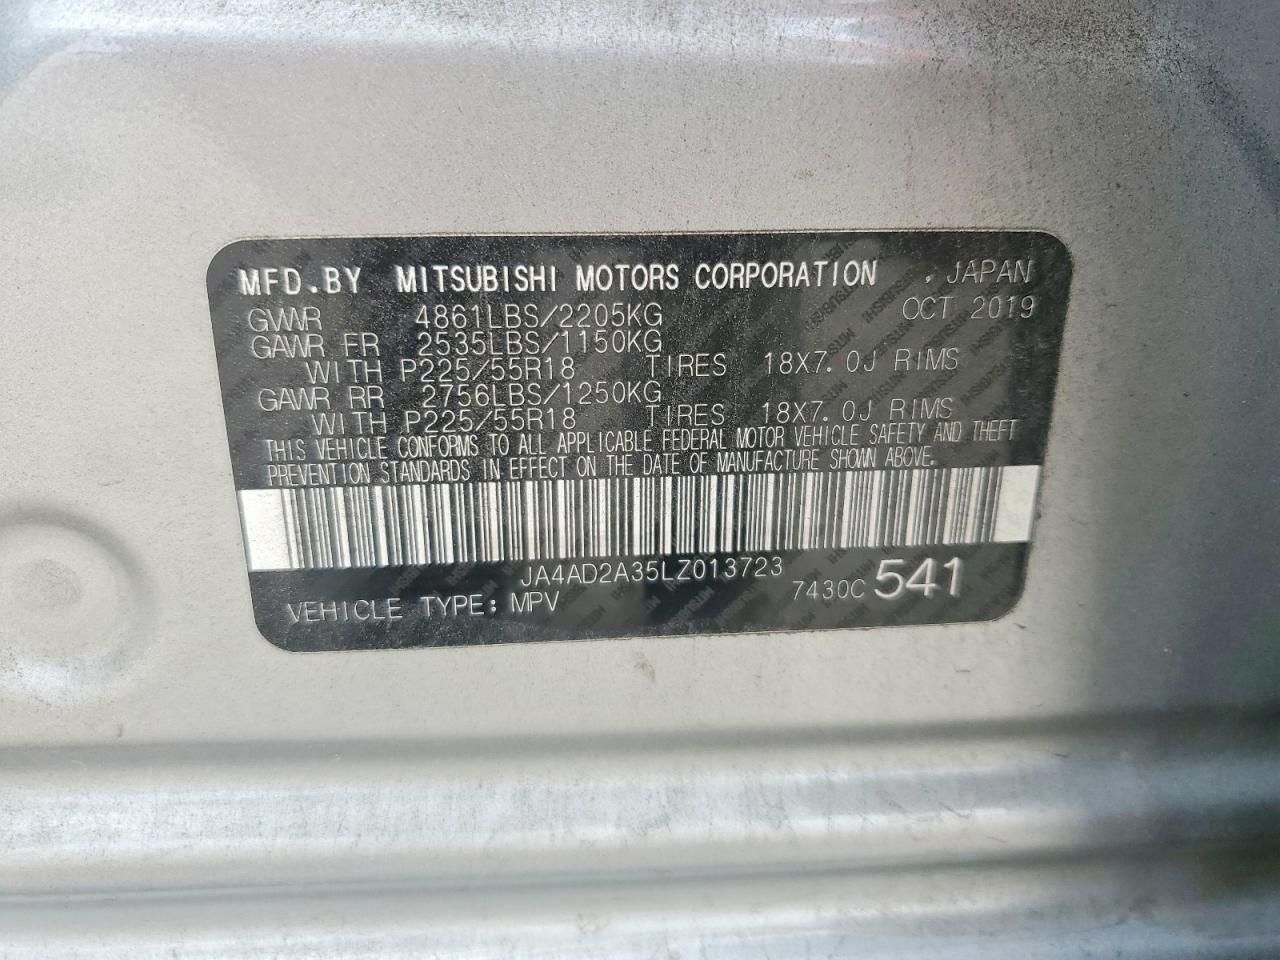 MFD.BY MITSUBISHI MOTORS CORPORATION , JAPAN
GVWR 4861LBS/2205KG OCT 2019
GAWR FR 2535LBS/1150KG
WITH P225/55R18 TIRES 18X7.0J RIMS
GAWR RR 2756LBS/1250KG
WITH P225/55R18 TIRES 18X7.0J RIMS
THIS VEHICLE CONFORMS TO ALL APPLICABLE FEDERAL MOTOR VEHICLE SAFETY AND THEFT
PREVENTION STANDARDS IN EFFECT ON THE DATE OF MANUFACTURE SHOWN ABOVE.
JA4AD2A35LZ013723
VEHICLE TYPE: MPV 7430C 541